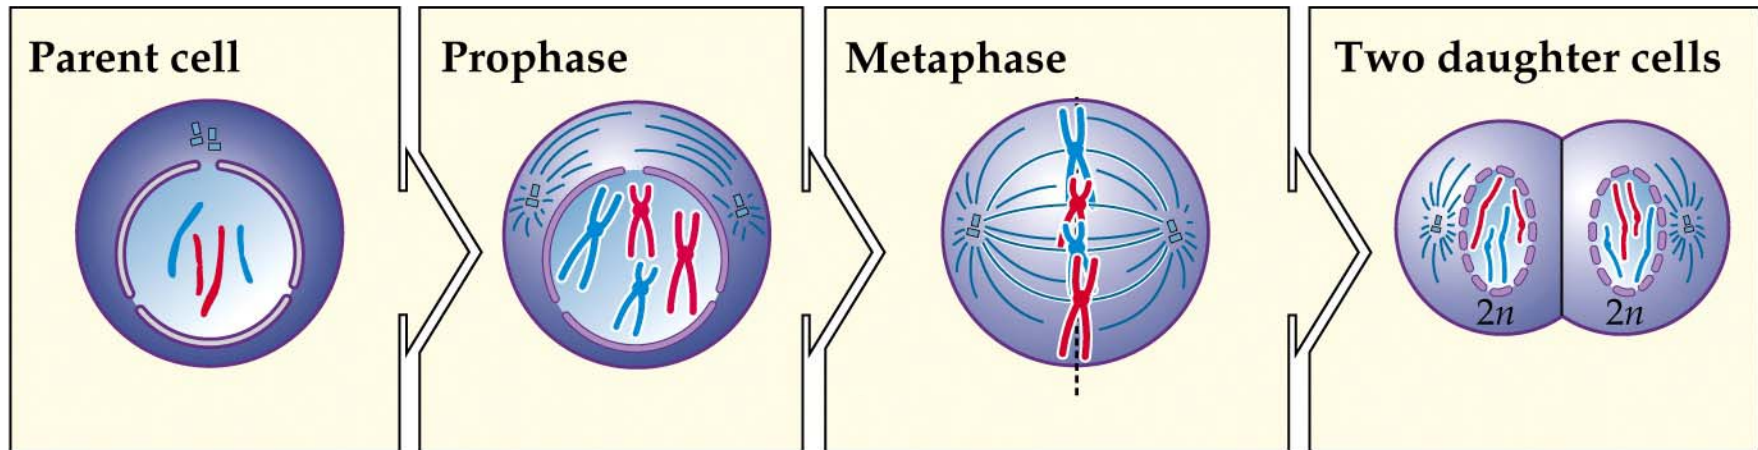 Parent cell
Prophase
Metaphase
Two daughter cells
2n
2n